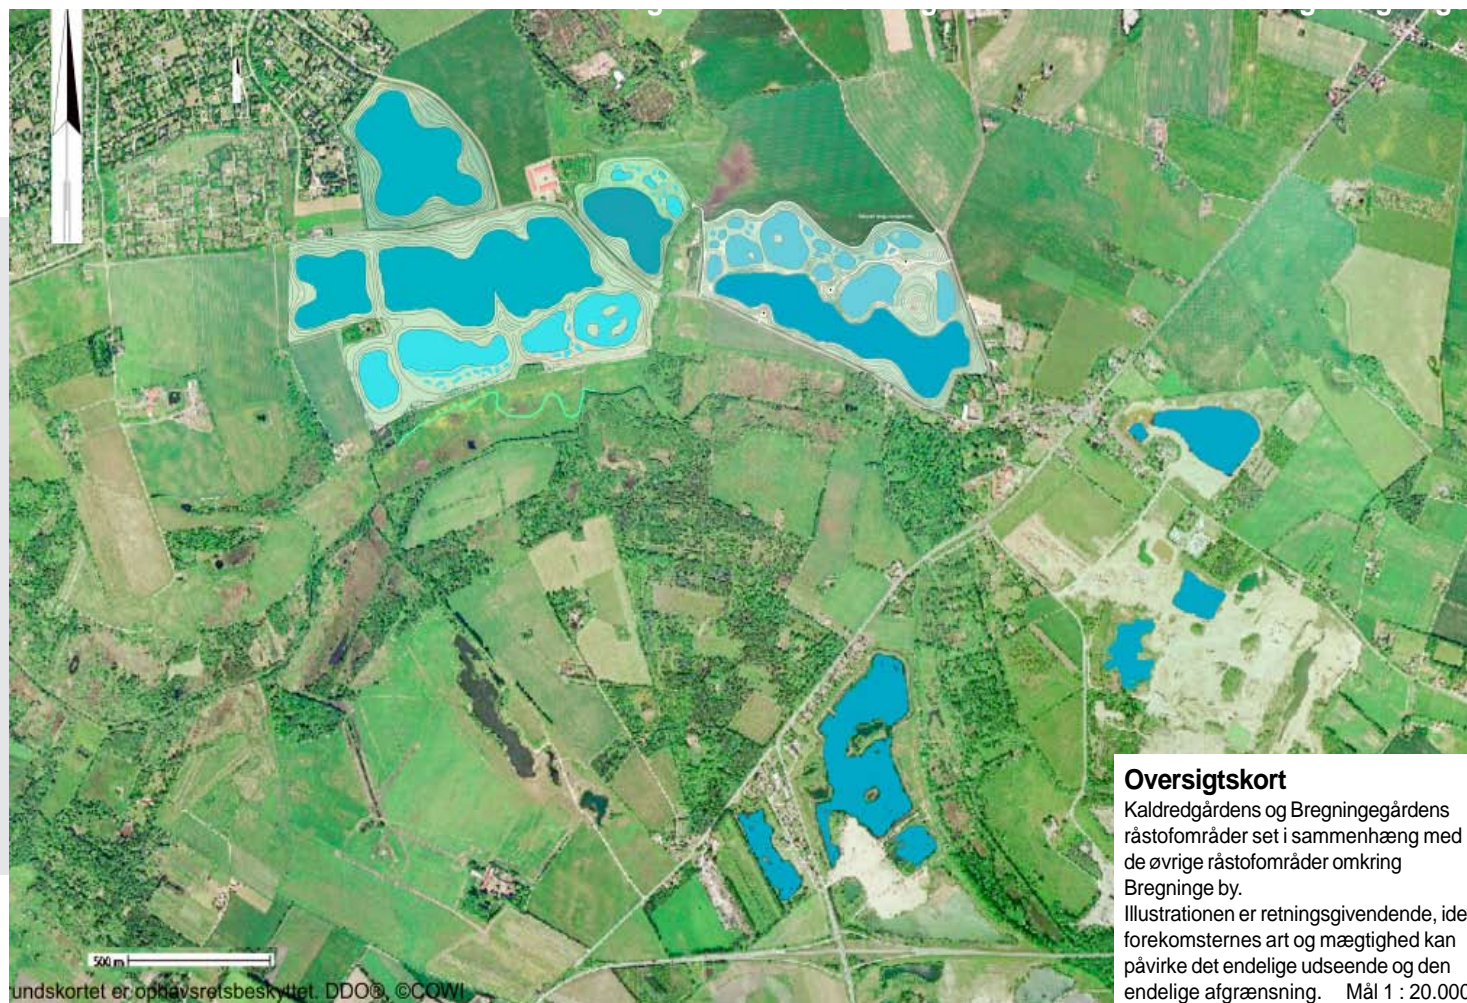 Oversigtskort
Kaldredgårdens og Bregningegårdens
råstofområder set i sammenhæng med
de øvrige råstofområder omkring
Bregninge by.
Illustrationen er retningsgivendende, ide
forekomsternes art og mægtighed kan
påvirke det endelige udseende og den
endelige afgrænsning. Mål 1 : 20.000
500 m
undskortet er ophavsretsbeskyttet. DDO®, ©COWI